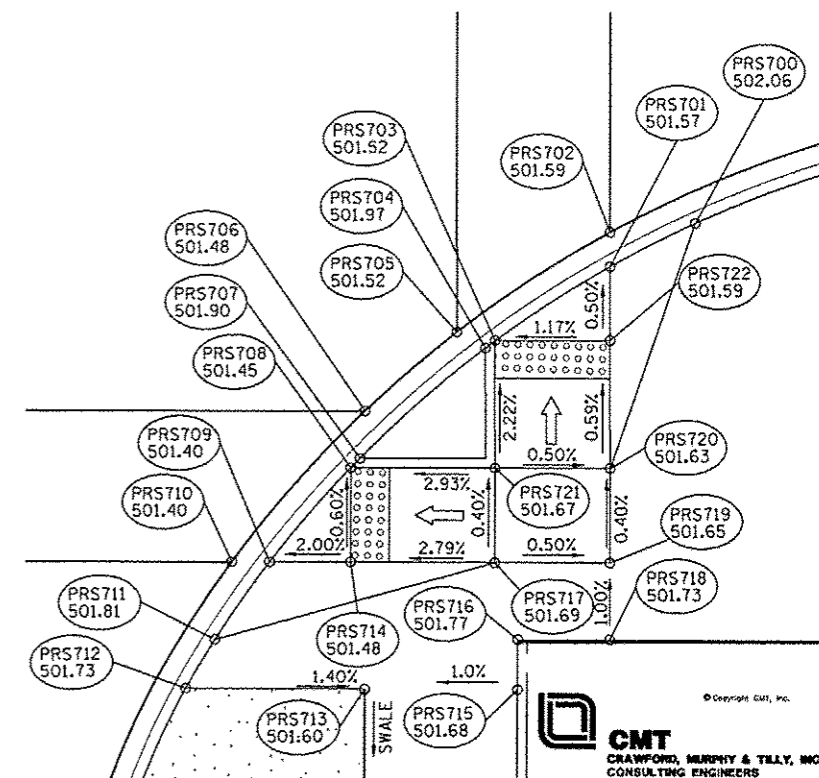 PRS700
502.06
PRS701
501.57
PRS702
501.59
PRS703
501.52
PRS704
501.97
PRS705
501.52
PRS706
501.48
PRS707
501.90
PRS708
501.45
PRS722
501.59
0.50%
1.17%
2.22%
0.59%
PRS709
501.40
PRS710
501.40
0.50%
PRS720
501.63
2.93%
PRS721
501.67
0.60%
0.40%
0.40%
PRS719
501.65
2.00%
2.79%
0.50%
PRS711
501.81
PRS712
501.73
PRS714
501.48
PRS716
501.77
PRS717
501.69
1.00%
PRS718
501.73
1.40%
1.0%
PRS713
501.60
SWALE
PRS715
501.68
© Copyright CMT, Inc.
CMT
CRAWFORD, MURPHY & TILLY, INC
CONSULTING ENGINEERS